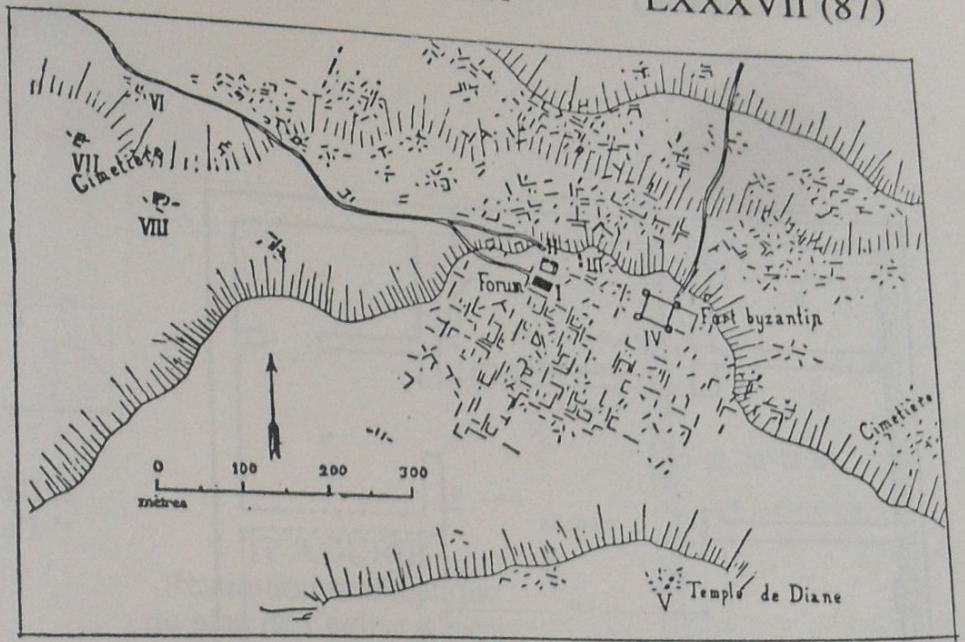 LXXXVII (87)
VI
VII
Cimetière
VIII
II
III
Forum
I
Fort byzantin
IV
Cimetière
0 100 200 300
mètres
Temple de Diane
V